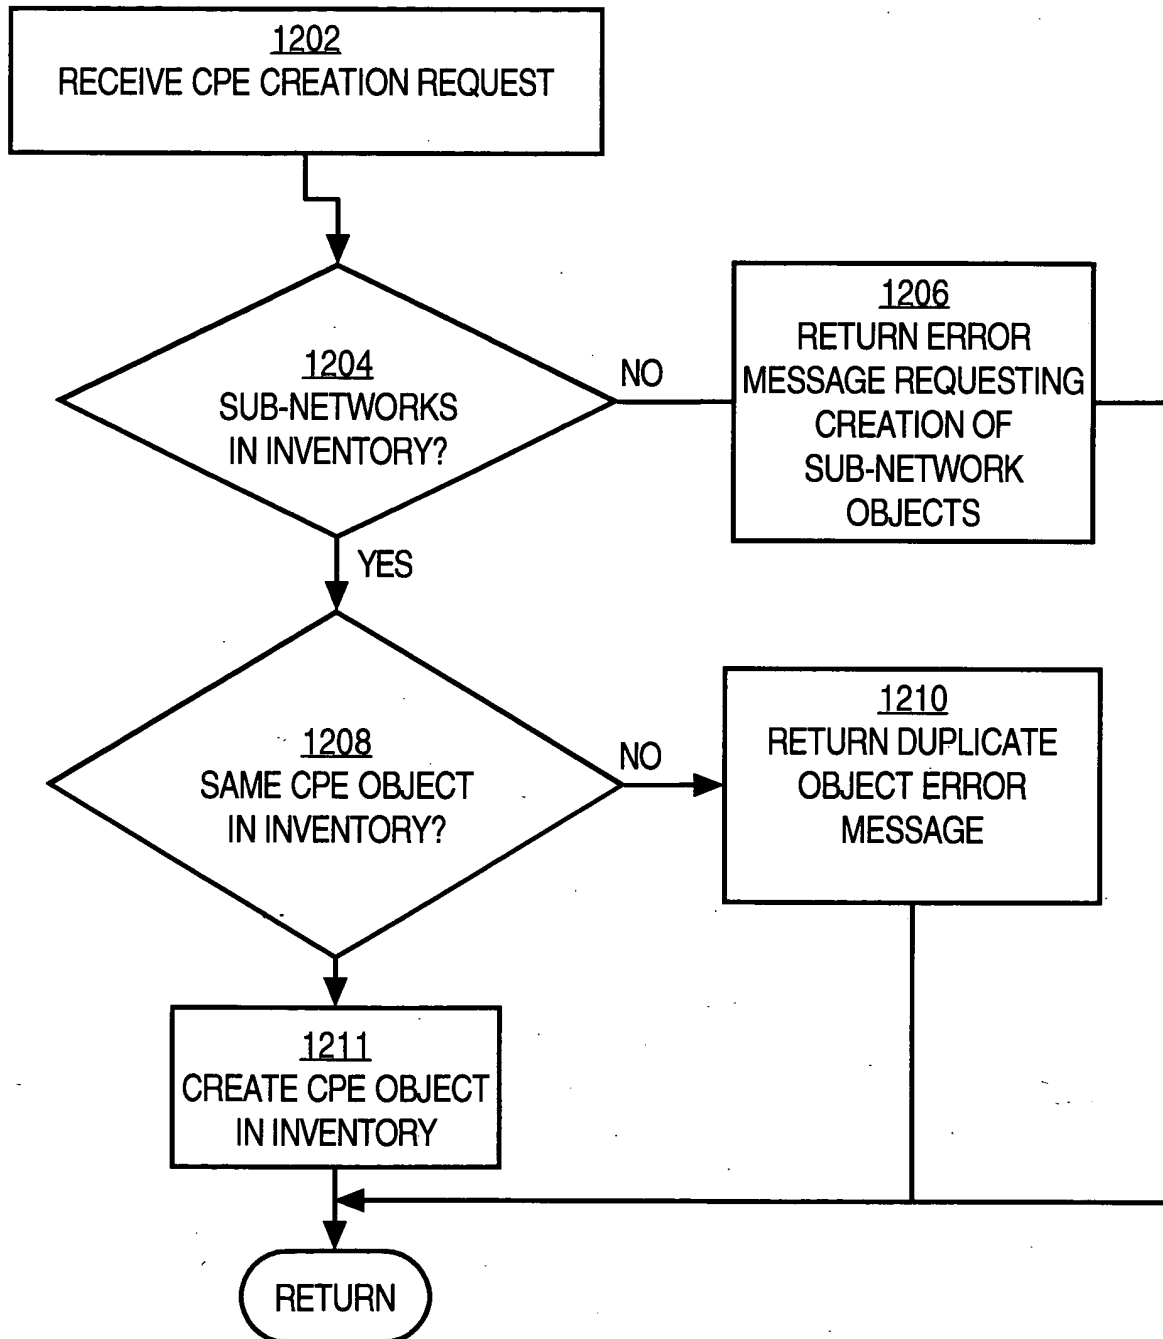 1202
RECEIVE CPE CREATION REQUEST
1204
SUB-NETWORKS
IN INVENTORY?
NO
1206
RETURN ERROR
MESSAGE REQUESTING
CREATION OF
SUB-NETWORK
OBJECTS
YES
1208
SAME CPE OBJECT
IN INVENTORY?
NO
1210
RETURN DUPLICATE
OBJECT ERROR
MESSAGE
1211
CREATE CPE OBJECT
IN INVENTORY
RETURN